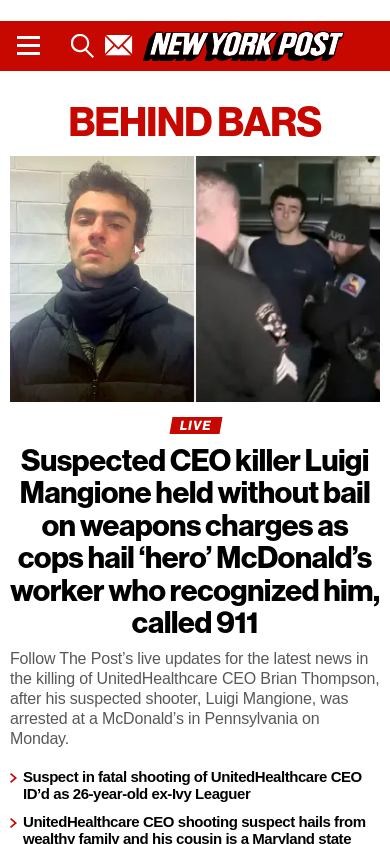 NEW YORK POST
BEHIND BARS
LIVE
Suspected CEO killer Luigi
Mangione held without bail
on weapons charges as
cops hail ‘hero’ McDonald’s
worker who recognized him,
called 911
Follow The Post’s live updates for the latest news in
the killing of UnitedHealthcare CEO Brian Thompson,
after his suspected shooter, Luigi Mangione, was
arrested at a McDonald’s in Pennsylvania on
Monday.
Suspect in fatal shooting of UnitedHealthcare CEO
ID’d as 26-year-old ex-Ivy Leaguer
UnitedHealthcare CEO shooting suspect hails from
wealthy family and his cousin is a Maryland state